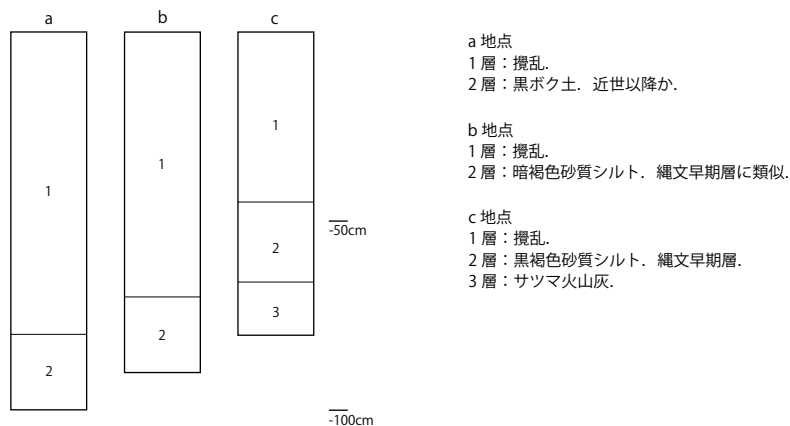 a
b
c
1
2
1
2
1
2
3
-50cm
-100cm
a 地点
1 層：攪乱．
2 層：黒ボク土．近世以降か．
b 地点
1 層：攪乱．
2 層：暗褐色砂質シルト．縄文早期層に類似．
c 地点
1 層：攪乱．
2 層：黒褐色砂質シルト．縄文早期層．
3 層：サツマ火山灰．